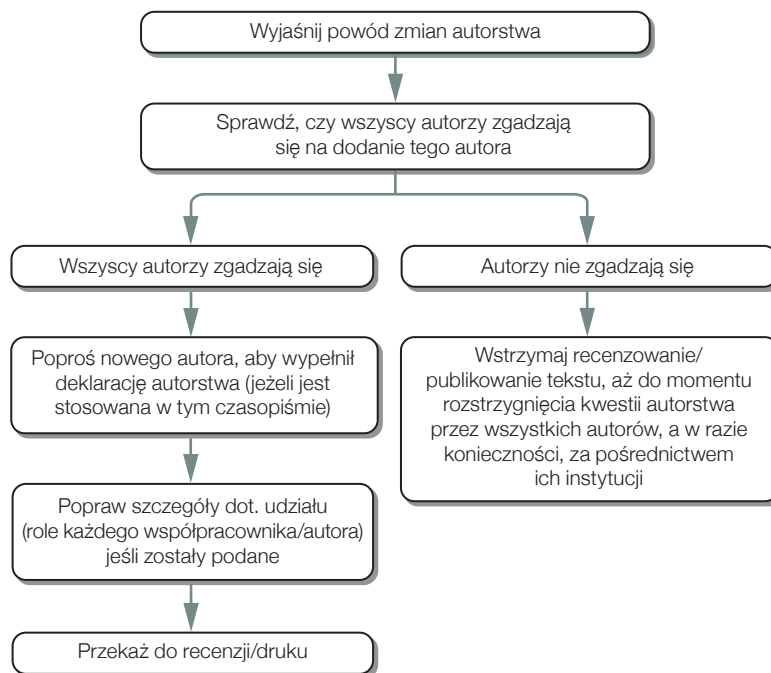 Wyjaśnij powód zmian autorstwa
Sprawdź, czy wszyscy autorzy zgadzają
się na dodanie tego autora
Wszyscy autorzy zgadzają się
Autorzy nie zgadzają się
Poproś nowego autora, aby wypełnił
deklarację autorstwa (jeżeli jest
stosowana w tym czasopiśmie)
Wstrzymaj recenzowanie/
publikowanie tekstu, aż do momentu
rozstrzygnięcia kwestii autorstwa
przez wszystkich autorów, a w razie
konieczności, za pośrednictwem
ich instytucji
Popraw szczegóły dot. udziału
(role każdego współpracownika/autora)
jeśli zostały podane
Przekaż do recenzji/druku